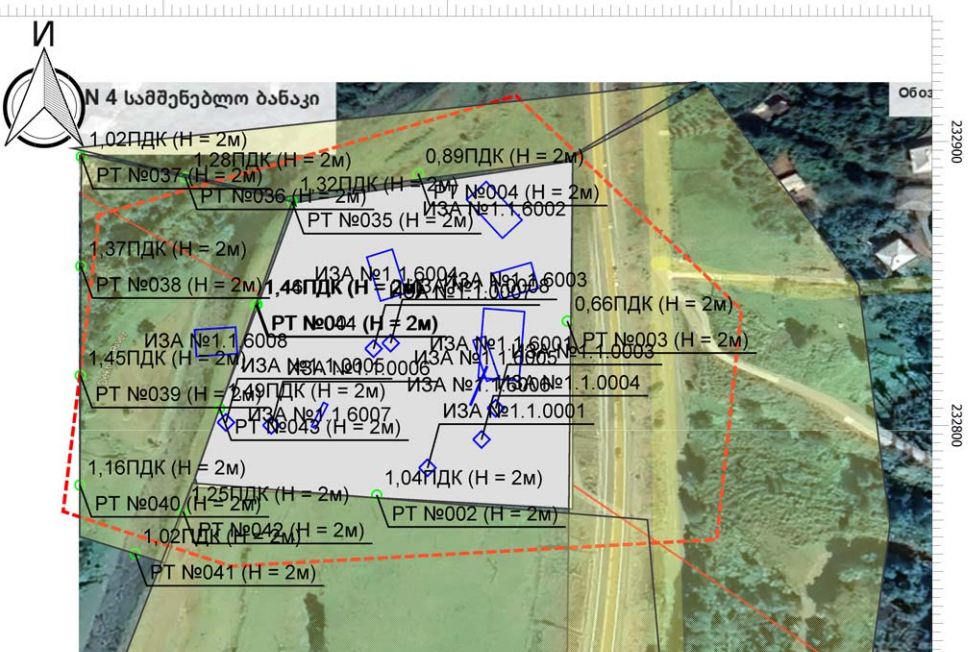 И
N 4 სამშენებლო ბანაკი
Обоз
1,02ПДК (Н = 2м)
РТ №037(Н = 2м)
1,28ПДК (Н = 2м)
РТ №036 (Н = 2м)
1,32ПДК (Н = 2м)
РТ №035 (Н = 2м)
0,89ПДК (Н = 2м)
РТ №004 (Н = 2м)
ИЗА №1.1.6002
1,37ПДК (Н = 2м)
РТ №038 (Н = 2м)
ИЗА №1.1.6004
ИЗА №1.1.6003
0,66ПДК (Н = 2м)
РТ №003 (Н = 2м)
ИЗА №1.1.6008
ИЗА №1.1.6001
ИЗА №1.1.0003
1,45ПДК (Н = 2м)
РТ №039 (Н = 2м)
ИЗА №1.1.0006
ИЗА №1.1.0004
1,49ПДК (Н = 2м)
РТ №043 (Н = 2м)
ИЗА №1.1.6007
ИЗА №1.1.0001
1,16ПДК (Н = 2м)
РТ №040 (Н = 2м)
1,25ПДК (Н = 2м)
РТ №042 (Н = 2м)
1,04ПДК (Н = 2м)
РТ №002 (Н = 2м)
1,02ПДК (Н = 2м)
РТ №041 (Н = 2м)
232900
232800